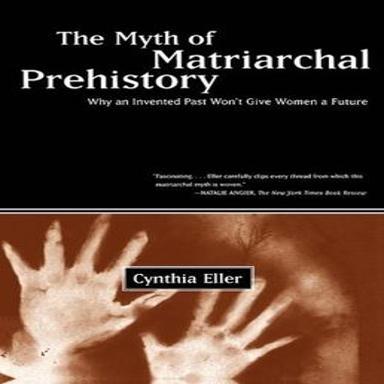 The Myth of
Matriarchal
Prehistory
Why an Invented Past Won't Give Women a Future
"Fascinating. . . . Eller carefully clips every thread from which this
matriarchal myth is woven."
—NATALIE ANGIER, The New York Times Book Review
Cynthia Eller